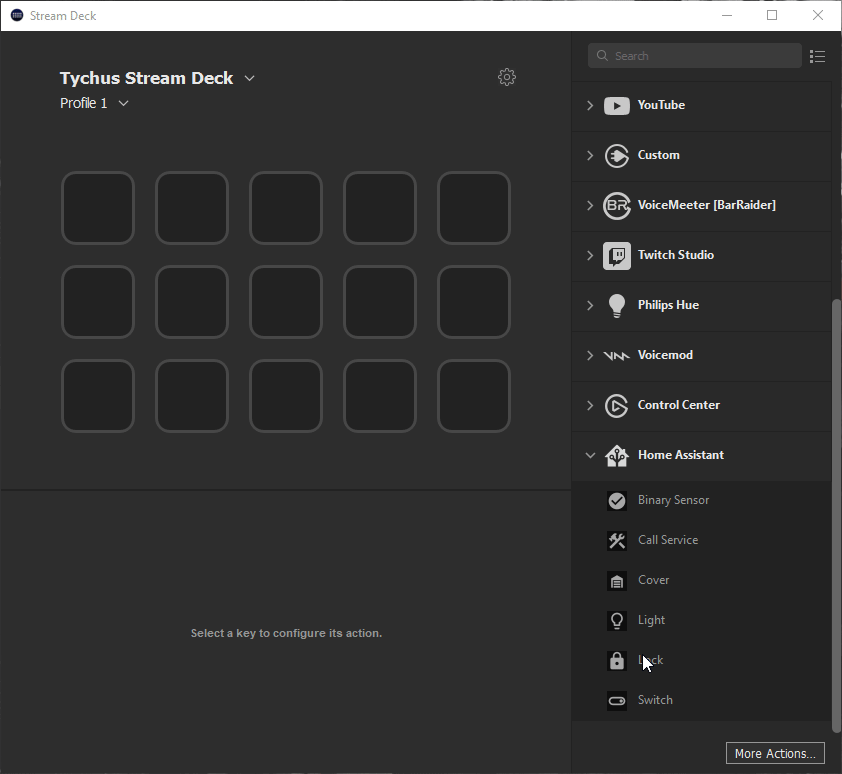 Stream Deck
Tychus Stream Deck
Profile 1
Search
YouTube
Custom
BR
VoiceMeeter [BarRaider]
Twitch Studio
Philips Hue
Voicemod
Control Center
Home Assistant
Binary Sensor
Call Service
Cover
Light
Lock
Switch
Select a key to configure its action.
More Actions...